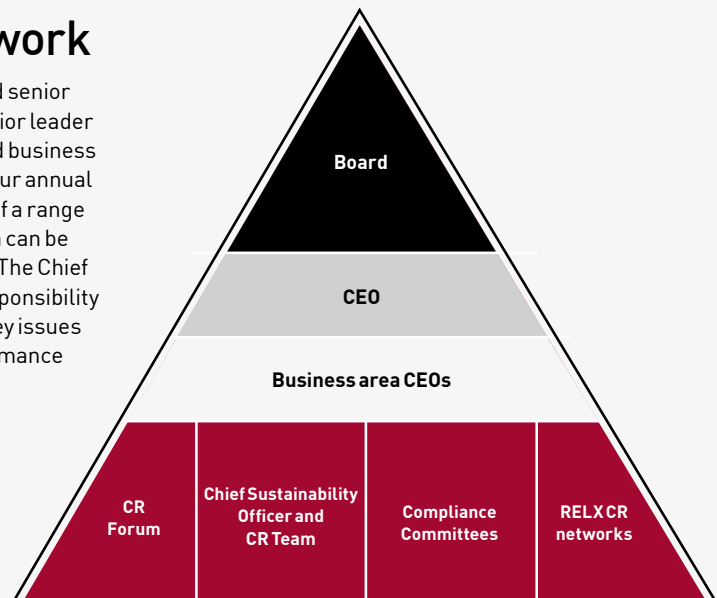 work
d senior
ior leader
d business
ur annual
f a range
can be
The Chief
ponsibility
ey issues
mance
Board
CEO
Business area CEOs
CR
Forum
Chief Sustainability
Officer and
CR Team
Compliance
Committees
RELX CR
networks